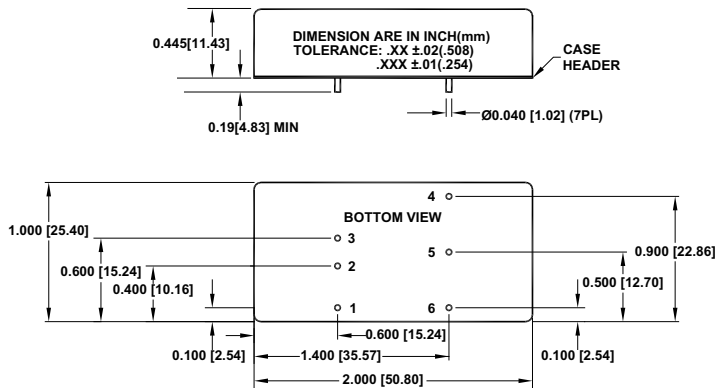 0.445[11.43]
DIMENSION ARE IN INCH(mm)
TOLERANCE: .XX ±.02(.508)
.XXX ±.01(.254)
CASE
HEADER
0.19[4.83] MIN
Ø0.040 [1.02] (7PL)
4
BOTTOM VIEW
1.000 [25.40]
3
0.600 [15.24]
5
0.900 [22.86]
2
0.400 [10.16]
0.500 [12.70]
1
6
0.600 [15.24]
0.100 [2.54]
1.400 [35.57]
0.100 [2.54]
2.000 [50.80]